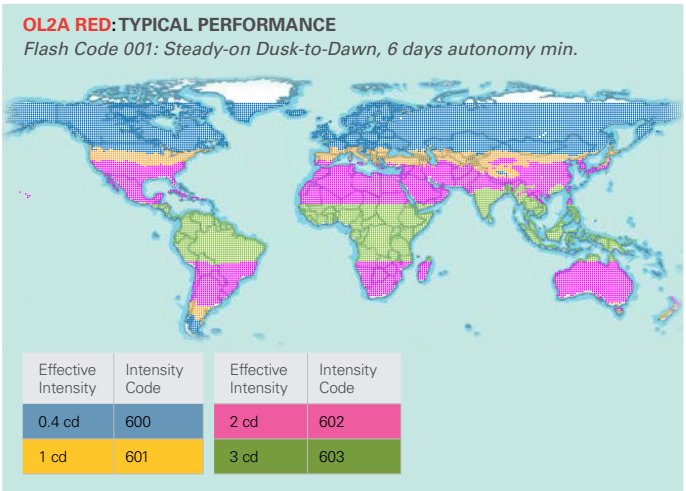 OL2A RED: TYPICAL PERFORMANCE
Flash Code 001: Steady-on Dusk-to-Dawn, 6 days autonomy min.
Effective Intensity
Intensity Code
0.4 cd 600
1 cd 601
Effective Intensity
Intensity Code
2 cd 602
3 cd 603